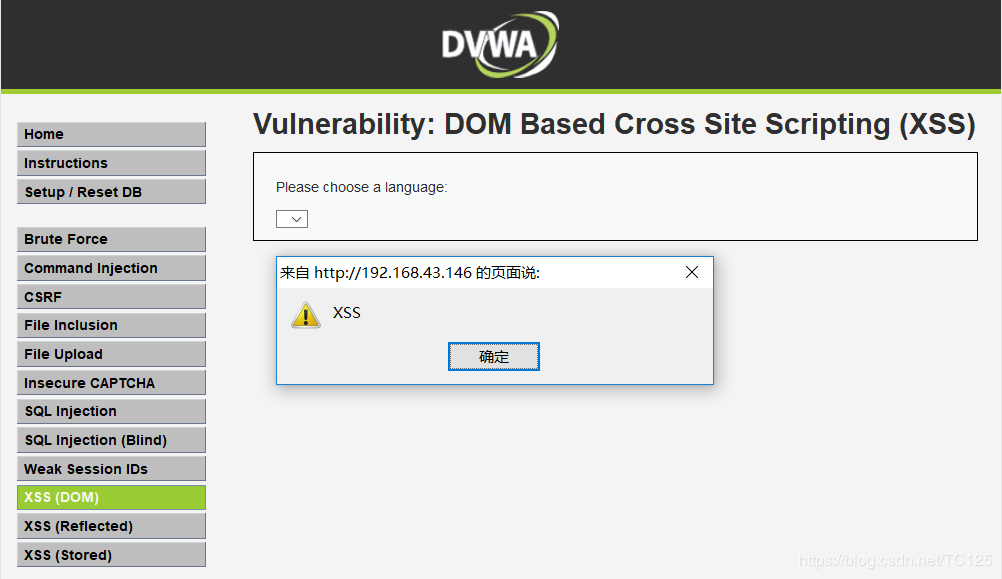 DVWA
Home
Instructions
Setup / Reset DB
Brute Force
Command Injection
CSRF
File Inclusion
File Upload
Insecure CAPTCHA
SQL Injection
SQL Injection (Blind)
Weak Session IDs
XSS (DOM)
XSS (Reflected)
XSS (Stored)
Vulnerability: DOM Based Cross Site Scripting (XSS)
Please choose a language:
来自 http://192.168.43.146 的页面说:
XSS
确定
https://blog.csdn.net/TC125